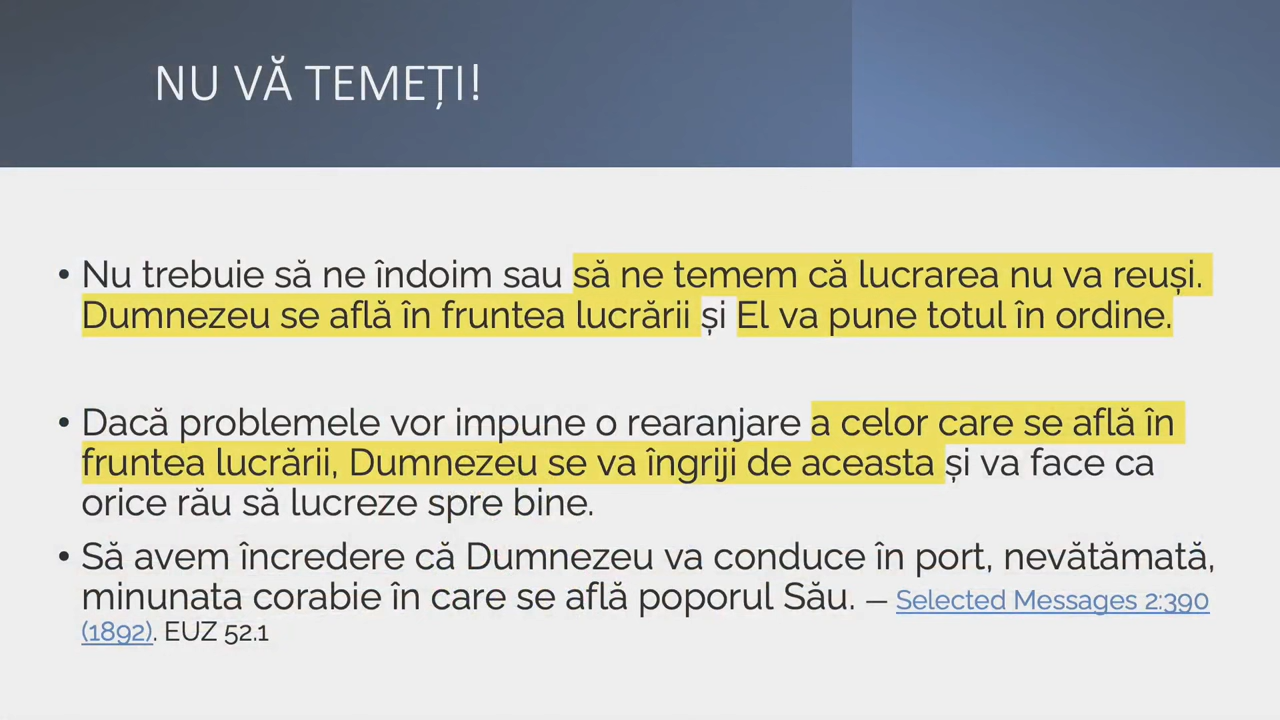 NU VĂ TEMEȚI!
• Nu trebuie să ne îndoim sau să ne temem că lucrarea nu va reuși.
Dumnezeu se află în fruntea lucrării și El va pune totul în ordine.
• Dacă problemele vor impune o rearanjare a celor care se află în
fruntea lucrării, Dumnezeu se va îngriji de aceasta și va face ca
orice rău să lucreze spre bine.
• Să avem încredere că Dumnezeu va conduce în port, nevătămată,
minunata corabie în care se află poporul Său. — Selected Messages 2:390
(1892). EUZ 52.1